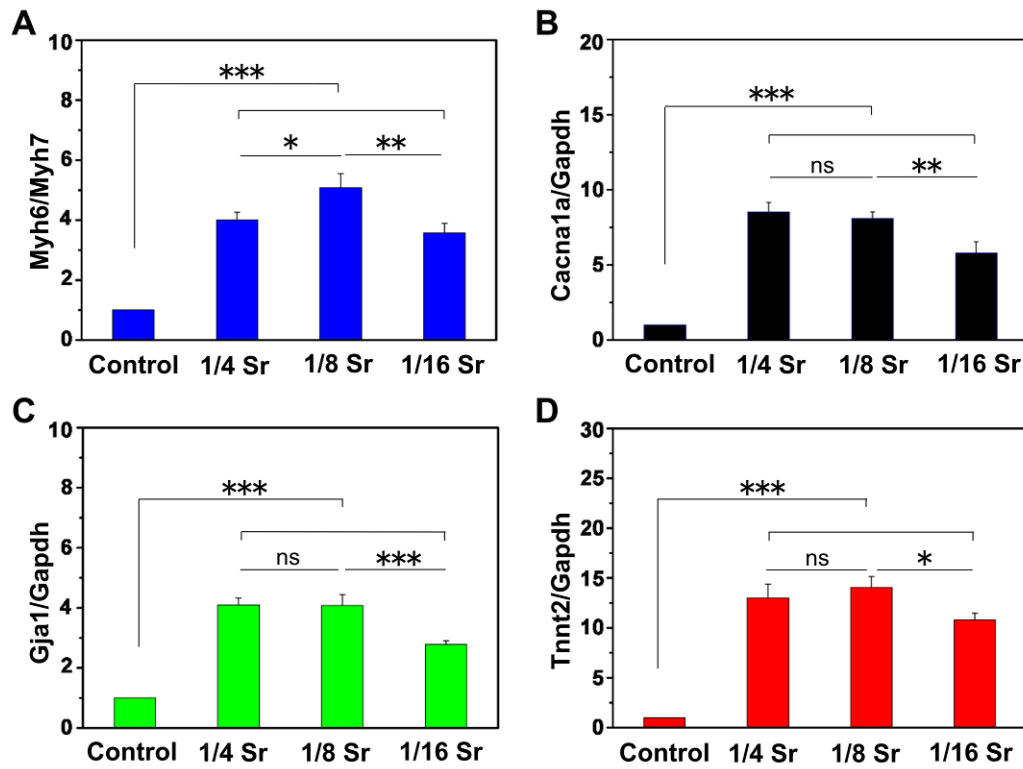 A
Myh6/Myh7
10
8
6
4
2
0
***
*
**
Control 1/4 Sr 1/8 Sr 1/16 Sr
B
Cacna1a/Gapdh
20
15
10
5
0
***
ns
**
Control 1/4 Sr 1/8 Sr 1/16 Sr
C
Gja1/Gapdh
10
8
6
4
2
0
***
ns
***
Control 1/4 Sr 1/8 Sr 1/16 Sr
D
Tnnt2/Gapdh
30
25
20
15
10
5
0
***
ns
*
Control 1/4 Sr 1/8 Sr 1/16 Sr